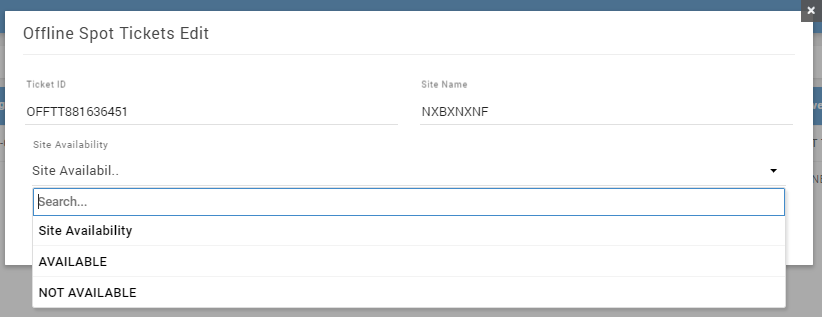 Offline Spot Tickets Edit
Ticket ID
Site Name
OFFTT881636451
NXBXNXNF
Site Availability
Site Availabil..
Search...
Site Availability
AVAILABLE
NOT AVAILABLE